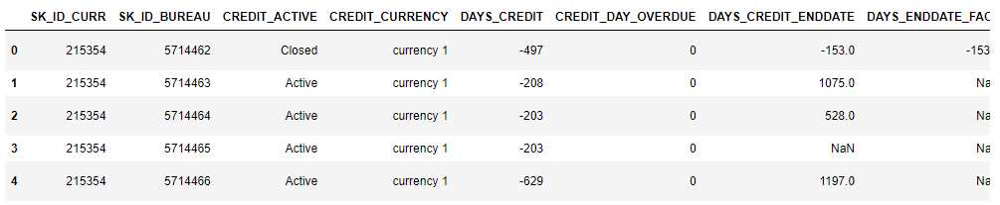 SK_ID_CURR SK_ID_BUREAU CREDIT_ACTIVE CREDIT_CURRENCY DAYS_CREDIT CREDIT_DAY_OVERDUE DAYS_CREDIT_ENDDATE DAYS_ENDDATE_FAC
0 215354 5714462 Closed currency 1 -497 0 -153.0 -153
1 215354 5714463 Active currency 1 -208 0 1075.0 Na
2 215354 5714464 Active currency 1 -203 0 528.0 Na
3 215354 5714465 Active currency 1 -203 0 NaN Na
4 215354 5714466 Active currency 1 -629 0 1197.0 Na